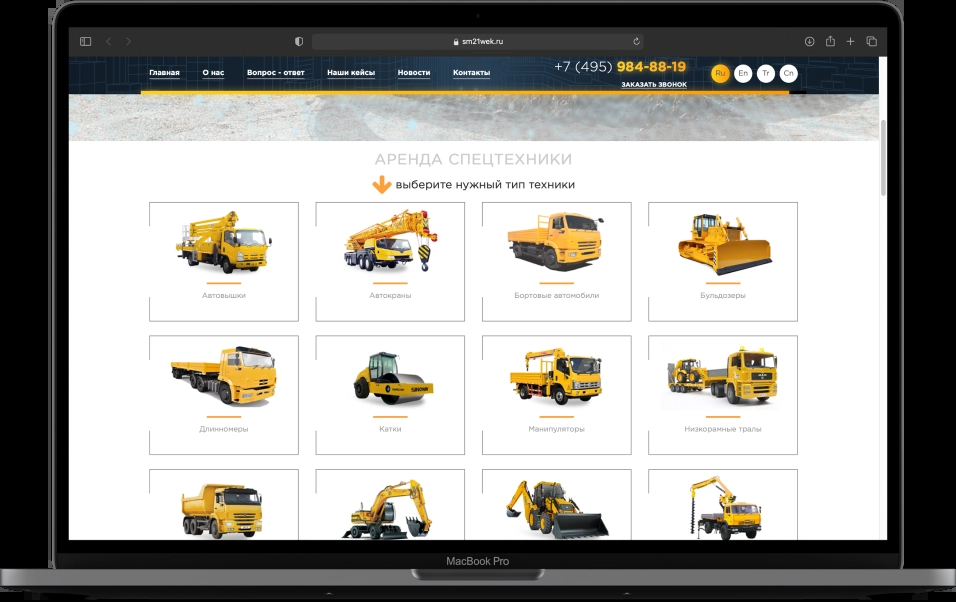 sm21wek.ru
Главная О нас Вопрос - ответ Наши кейсы Новости Контакты
+7 (495) 984-88-19
ЗАКАЗАТЬ ЗВОНОК
Ru En Tr Cn
АРЕНДА СПЕЦТЕХНИКИ
выберите нужный тип техники
Автовышки Автокраны Бортовые автомобили Бульдозеры
Длинномеры Катки Манипуляторы Низкорамные тралы
MacBook Pro